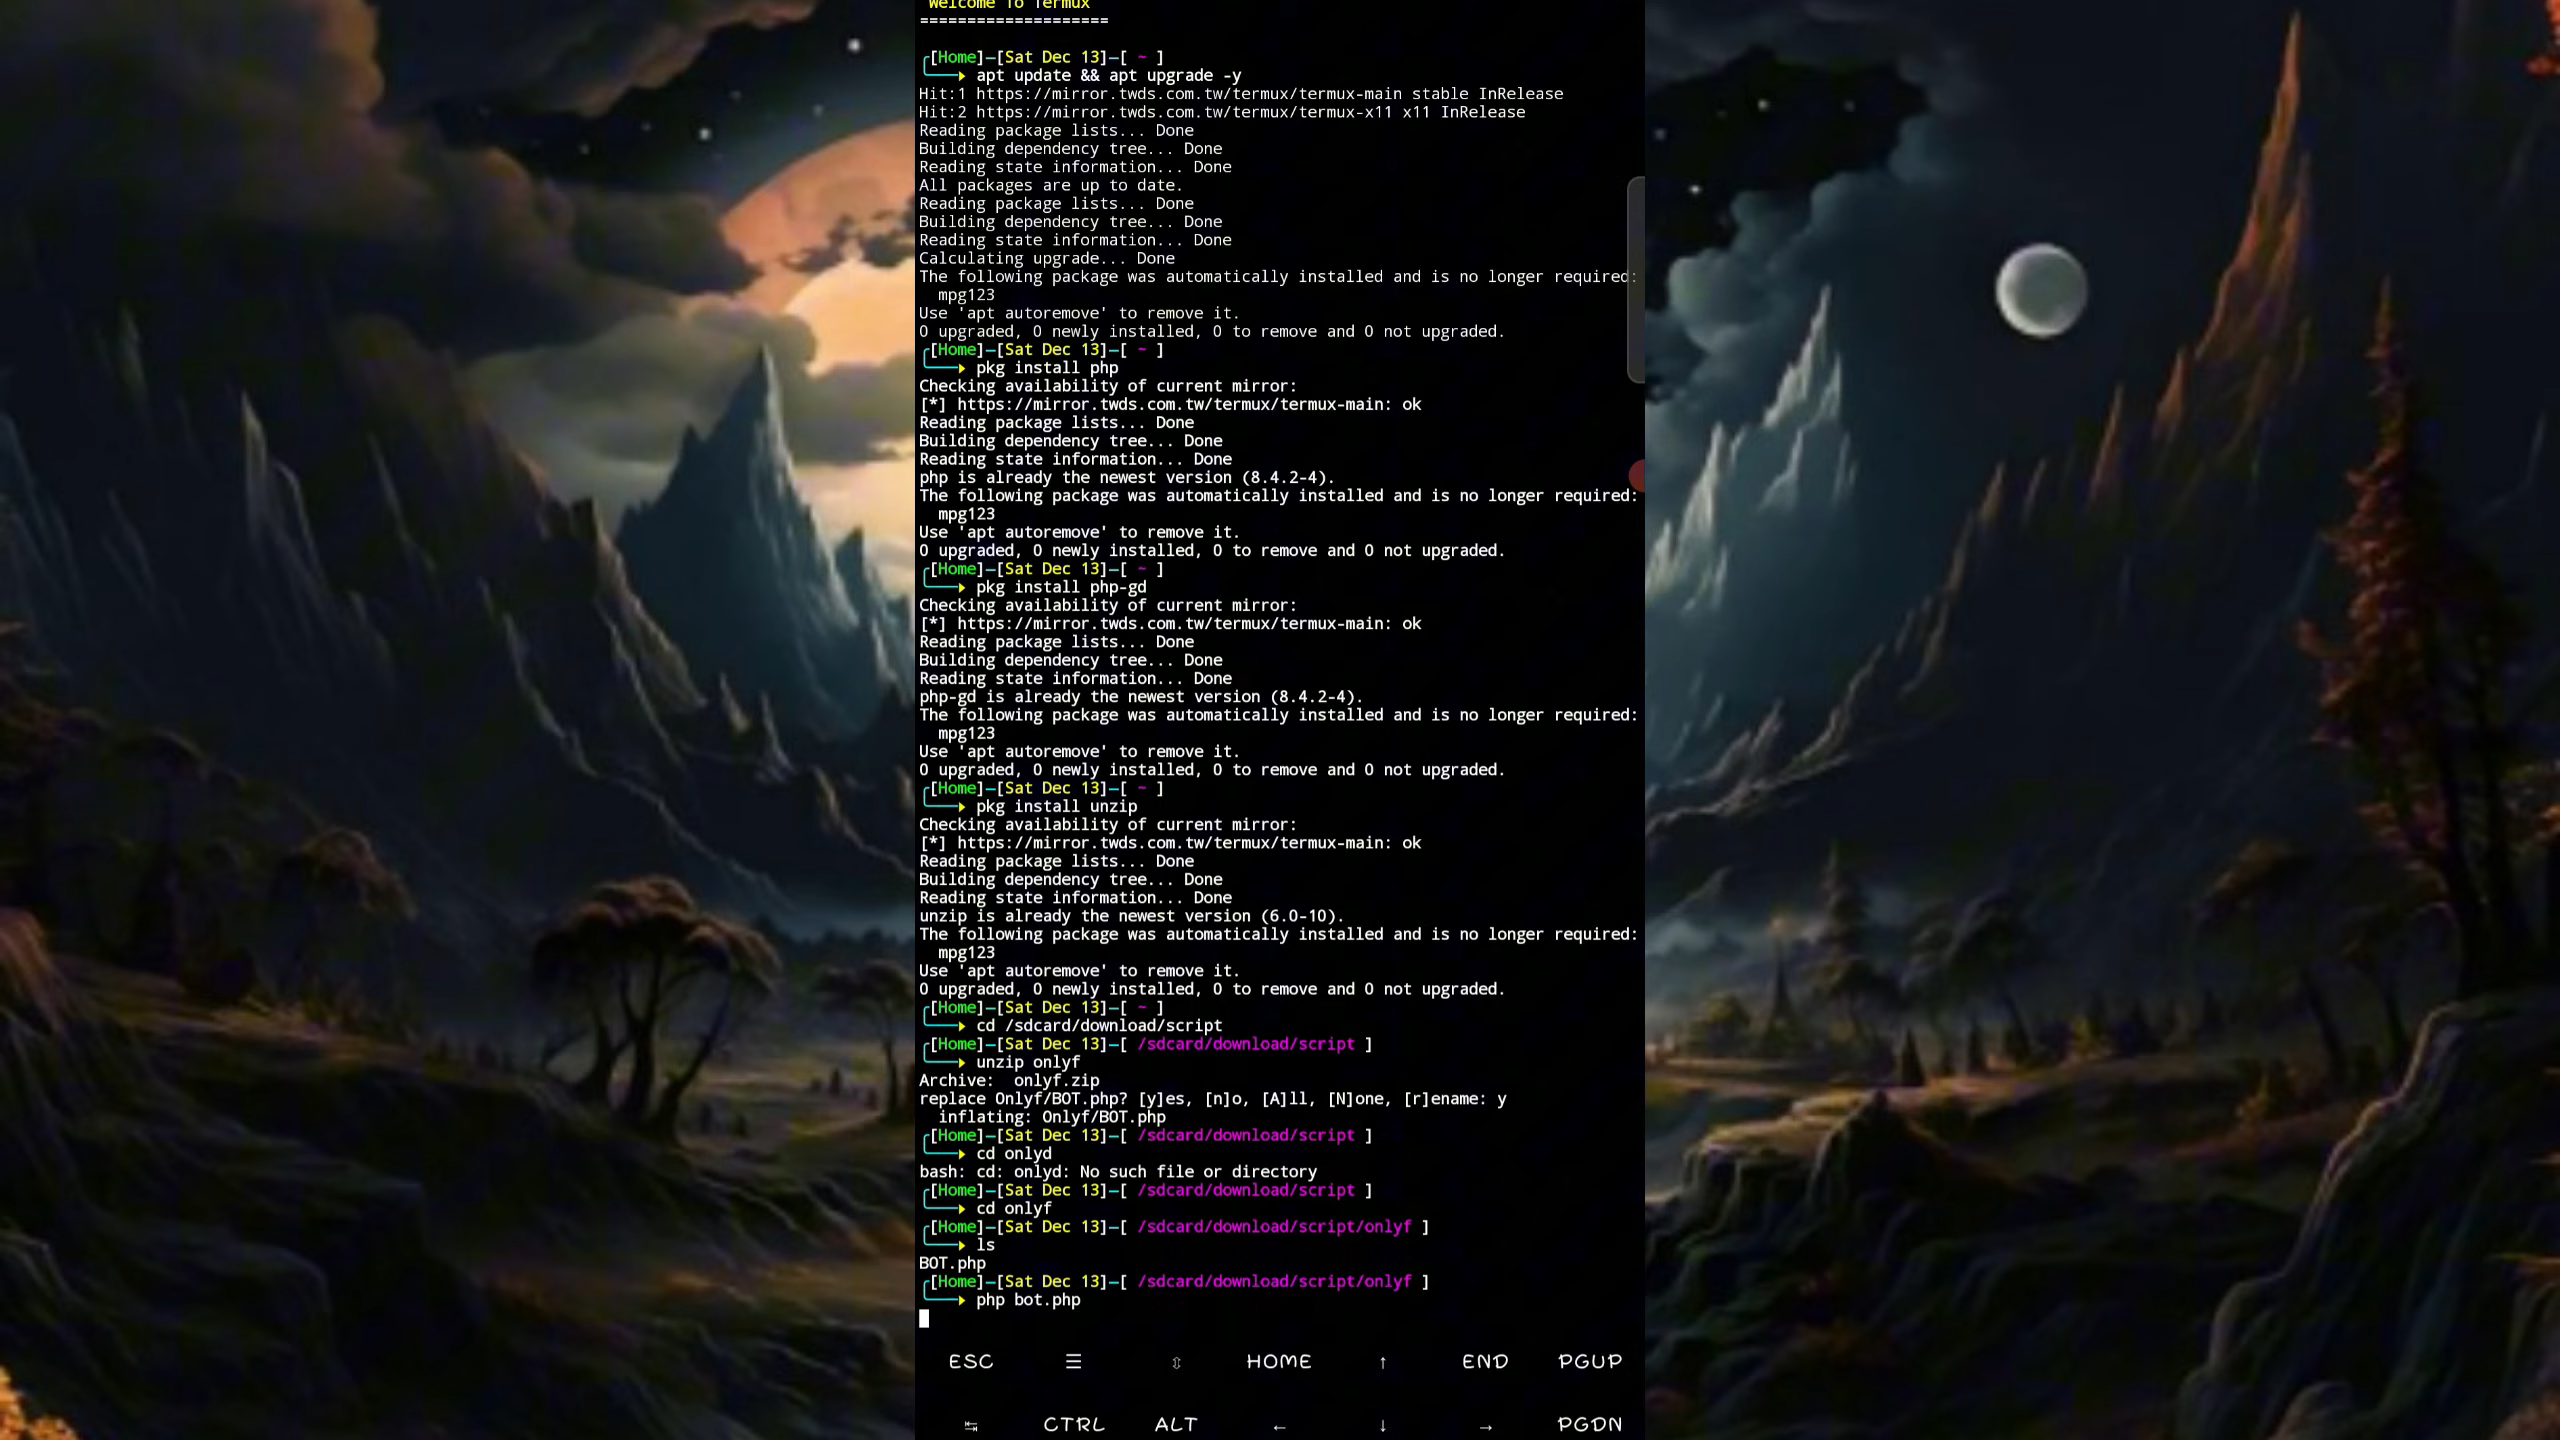 Welcome To Termux
====================
[Home]—[Sat Dec 13]—[ ~ ]
apt update && apt upgrade -y
Hit:1 https://mirror.twds.com.tw/termux/termux-main stable InRelease
Hit:2 https://mirror.twds.com.tw/termux/termux-x11 x11 InRelease
Reading package lists... Done
Building dependency tree... Done
Reading state information... Done
All packages are up to date.
Reading package lists... Done
Building dependency tree... Done
Reading state information... Done
Calculating upgrade... Done
The following package was automatically installed and is no longer required:
  mpg123
Use 'apt autoremove' to remove it.
0 upgraded, 0 newly installed, 0 to remove and 0 not upgraded.
[Home]—[Sat Dec 13]—[ ~ ]
pkg install php
Checking availability of current mirror:
[*] https://mirror.twds.com.tw/termux/termux-main: ok
Reading package lists... Done
Building dependency tree... Done
Reading state information... Done
php is already the newest version (8.4.2-4).
The following package was automatically installed and is no longer required:
  mpg123
Use 'apt autoremove' to remove it.
0 upgraded, 0 newly installed, 0 to remove and 0 not upgraded.
[Home]—[Sat Dec 13]—[ ~ ]
pkg install php-gd
Checking availability of current mirror:
[*] https://mirror.twds.com.tw/termux/termux-main: ok
Reading package lists... Done
Building dependency tree... Done
Reading state information... Done
php-gd is already the newest version (8.4.2-4).
The following package was automatically installed and is no longer required:
  mpg123
Use 'apt autoremove' to remove it.
0 upgraded, 0 newly installed, 0 to remove and 0 not upgraded.
[Home]—[Sat Dec 13]—[ ~ ]
pkg install unzip
Checking availability of current mirror:
[*] https://mirror.twds.com.tw/termux/termux-main: ok
Reading package lists... Done
Building dependency tree... Done
Reading state information... Done
unzip is already the newest version (6.0-10).
The following package was automatically installed and is no longer required:
  mpg123
Use 'apt autoremove' to remove it.
0 upgraded, 0 newly installed, 0 to remove and 0 not upgraded.
[Home]—[Sat Dec 13]—[ ~ ]
cd /sdcard/download/script
[Home]—[Sat Dec 13]—[ /sdcard/download/script ]
unzip onlyf
Archive:  onlyf.zip
replace Onlyf/BOT.php? [y]es, [n]o, [A]ll, [N]one, [r]ename: y
  inflating: Onlyf/BOT.php
[Home]—[Sat Dec 13]—[ /sdcard/download/script ]
cd onlyd
bash: cd: onlyd: No such file or directory
[Home]—[Sat Dec 13]—[ /sdcard/download/script ]
cd onlyf
[Home]—[Sat Dec 13]—[ /sdcard/download/script/onlyf ]
ls
BOT.php
[Home]—[Sat Dec 13]—[ /sdcard/download/script/onlyf ]
php bot.php
ESC ☰ ⇳ HOME ↑ END PGUP
↹ CTRL ALT ← ↓ → PGDN